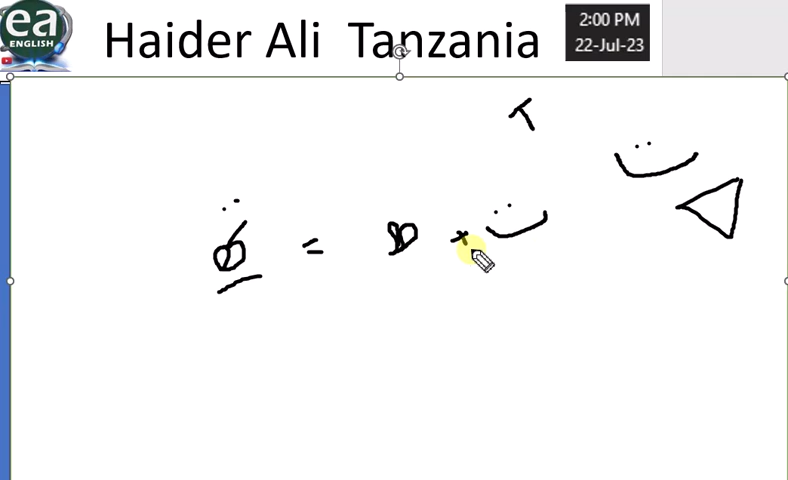 ea
ENGLISH
Haider Ali Tanzania
2:00 PM
22-Jul-23
T
ت
ة = ه + ت